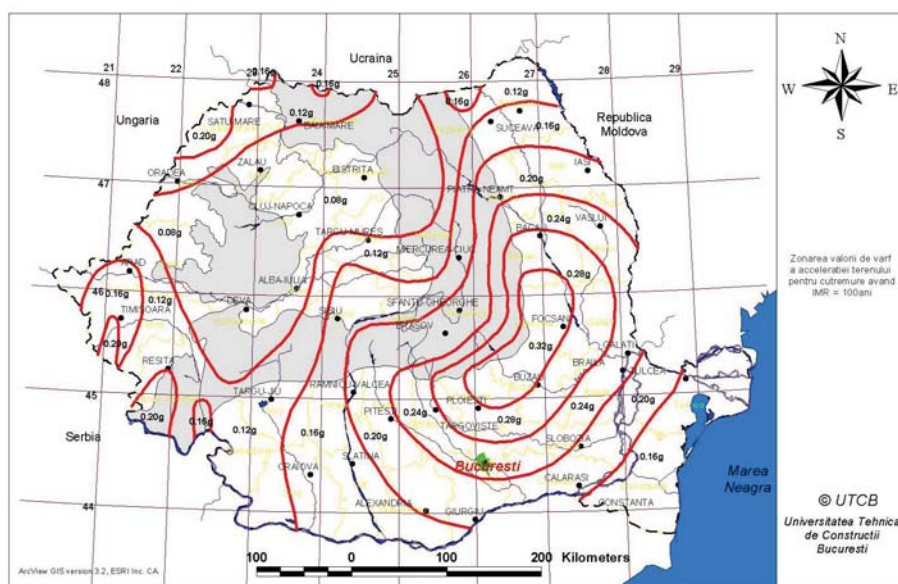 21
22
23
24
25
26
27
28
29
48
47
46
45
44
Ucraina
Ungaria
Republica
Moldova
Serbia
Marea
Neagra
N
W
E
S
0.16g
0.16g
0.16g
0.12g
0.12g
SATU-MARE
BAIA-MARE
SUCEAVA
0.16g
0.20g
ZALAU
BISTRITA
IASI
ORADEA
0.20g
PIATRA-NEAMT
CLUJ-NAPOCA
0.08g
0.24g
VASLUI
0.08g
TARGU-MURES
BACAU
0.12g
MIERCUREA-CIUC
ARAD
0.28g
0.16g
0.12g
ALBA-IULIA
TIMISOARA
DEVA
SIBIU
SFANTU-GHEORGHE
FOCSANI
BRASOV
0.20g
0.32g
GALATI
RESITA
BRAILA
TULCEA
BUZAU
TARGU-JIU
RAMNICU-VALCEA
PLOIESTI
0.24g
0.20g
0.20g
0.16g
0.12g
PITESTI
0.24g
TARGOVISTE
0.28g
0.16g
0.20g
SLOBOZIA
0.16g
CRAIOVA
SLATINA
Bucuresti
CALARASI
ALEXANDRIA
GIURGIU
CONSTANTA
Zonarea valorii de varf
a acceleratiei terenului
pentru cutremure avand
IMR = 100ani
© UTCB
Universitatea Tehnica
de Constructii
Bucuresti
100 0 100 200 Kilometers
ArcView GIS version 3.2, ESRI Inc. CA.